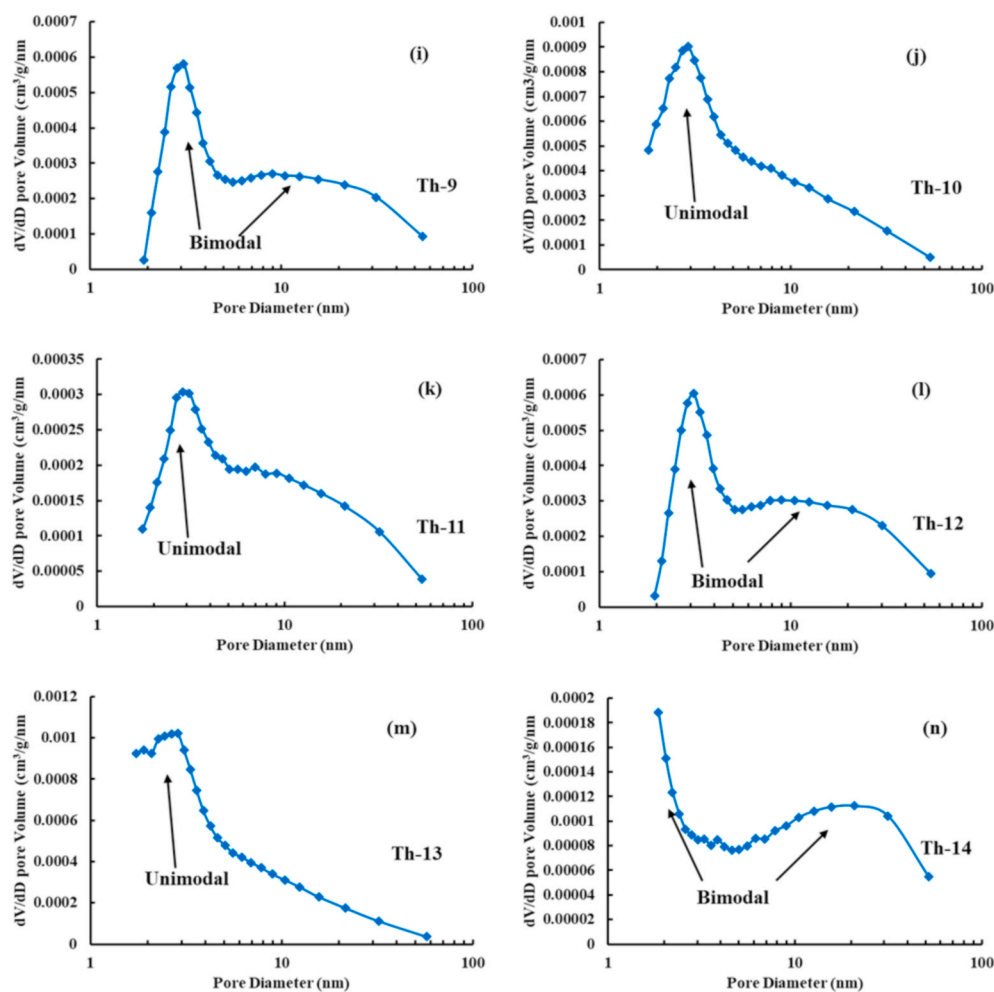 dV/dD pore Volume (cm³/g/nm)
0.0007
0.0006
0.0005
0.0004
0.0003
0.0002
0.0001
0
(i)
Th-9
Bimodal
1
10
100
Pore Diameter (nm)
dV/dD pore Volume (cm3/g/nm)
0.001
0.0009
0.0008
0.0007
0.0006
0.0005
0.0004
0.0003
0.0002
0.0001
0
(j)
Th-10
Unimodal
1
10
100
Pore Diameter (nm)
dV/dD pore Volume (cm³/g/nm)
0.00035
0.0003
0.00025
0.0002
0.00015
0.0001
0.00005
0
(k)
Th-11
Unimodal
1
10
100
Pore Diameter (nm)
dV/dD pore Volume (cm³/g/nm)
0.0007
0.0006
0.0005
0.0004
0.0003
0.0002
0.0001
0
(l)
Th-12
Bimodal
1
10
100
Pore Diameter (nm)
dV/dD pore Volume (cm³/g/nm)
0.0012
0.001
0.0008
0.0006
0.0004
0.0002
0
(m)
Th-13
Unimodal
1
10
100
Pore Diameter (nm)
dV/dD pore Volume (cm³/g/nm)
0.0002
0.00018
0.00016
0.00014
0.00012
0.0001
0.00008
0.00006
0.00004
0.00002
0
(n)
Th-14
Bimodal
1
10
100
Pore Diameter (nm)